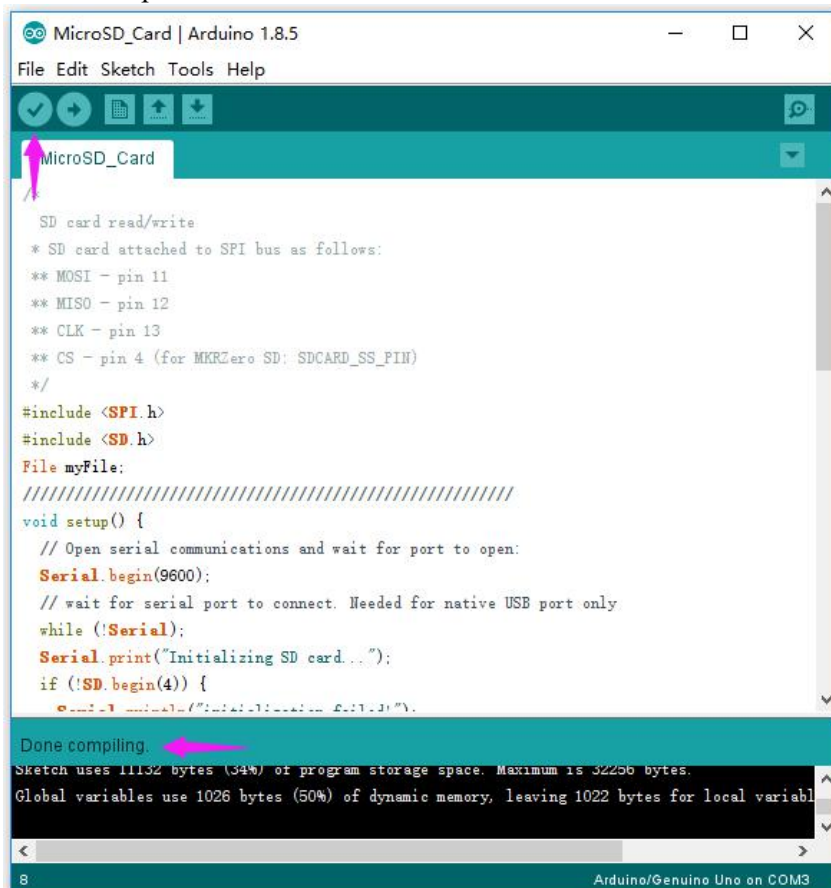 MicroSD_Card | Arduino 1.8.5
File Edit Sketch Tools Help
MicroSD_Card
/*
SD card read/write
* SD card attached to SPI bus as follows:
** MOSI - pin 11
** MISO - pin 12
** CLK - pin 13
** CS - pin 4 (for MKRZero SD: SDCARD_SS_PIN)
*/
#include <SPI.h>
#include <SD.h>
File myFile;
////////////////////////////////////////////////////////
void setup() {
// Open serial communications and wait for port to open:
Serial.begin(9600);
// wait for serial port to connect. Needed for native USB port only
while (!Serial);
Serial.print("Initializing SD card...");
if (!SD.begin(4)) {
Serial.println("initialization failed!");
Done compiling.
Sketch uses 11132 bytes (34%) of program storage space. Maximum is 32256 bytes.
Global variables use 1026 bytes (50%) of dynamic memory, leaving 1022 bytes for local variabl
8 Arduino/Genuino Uno on COM3